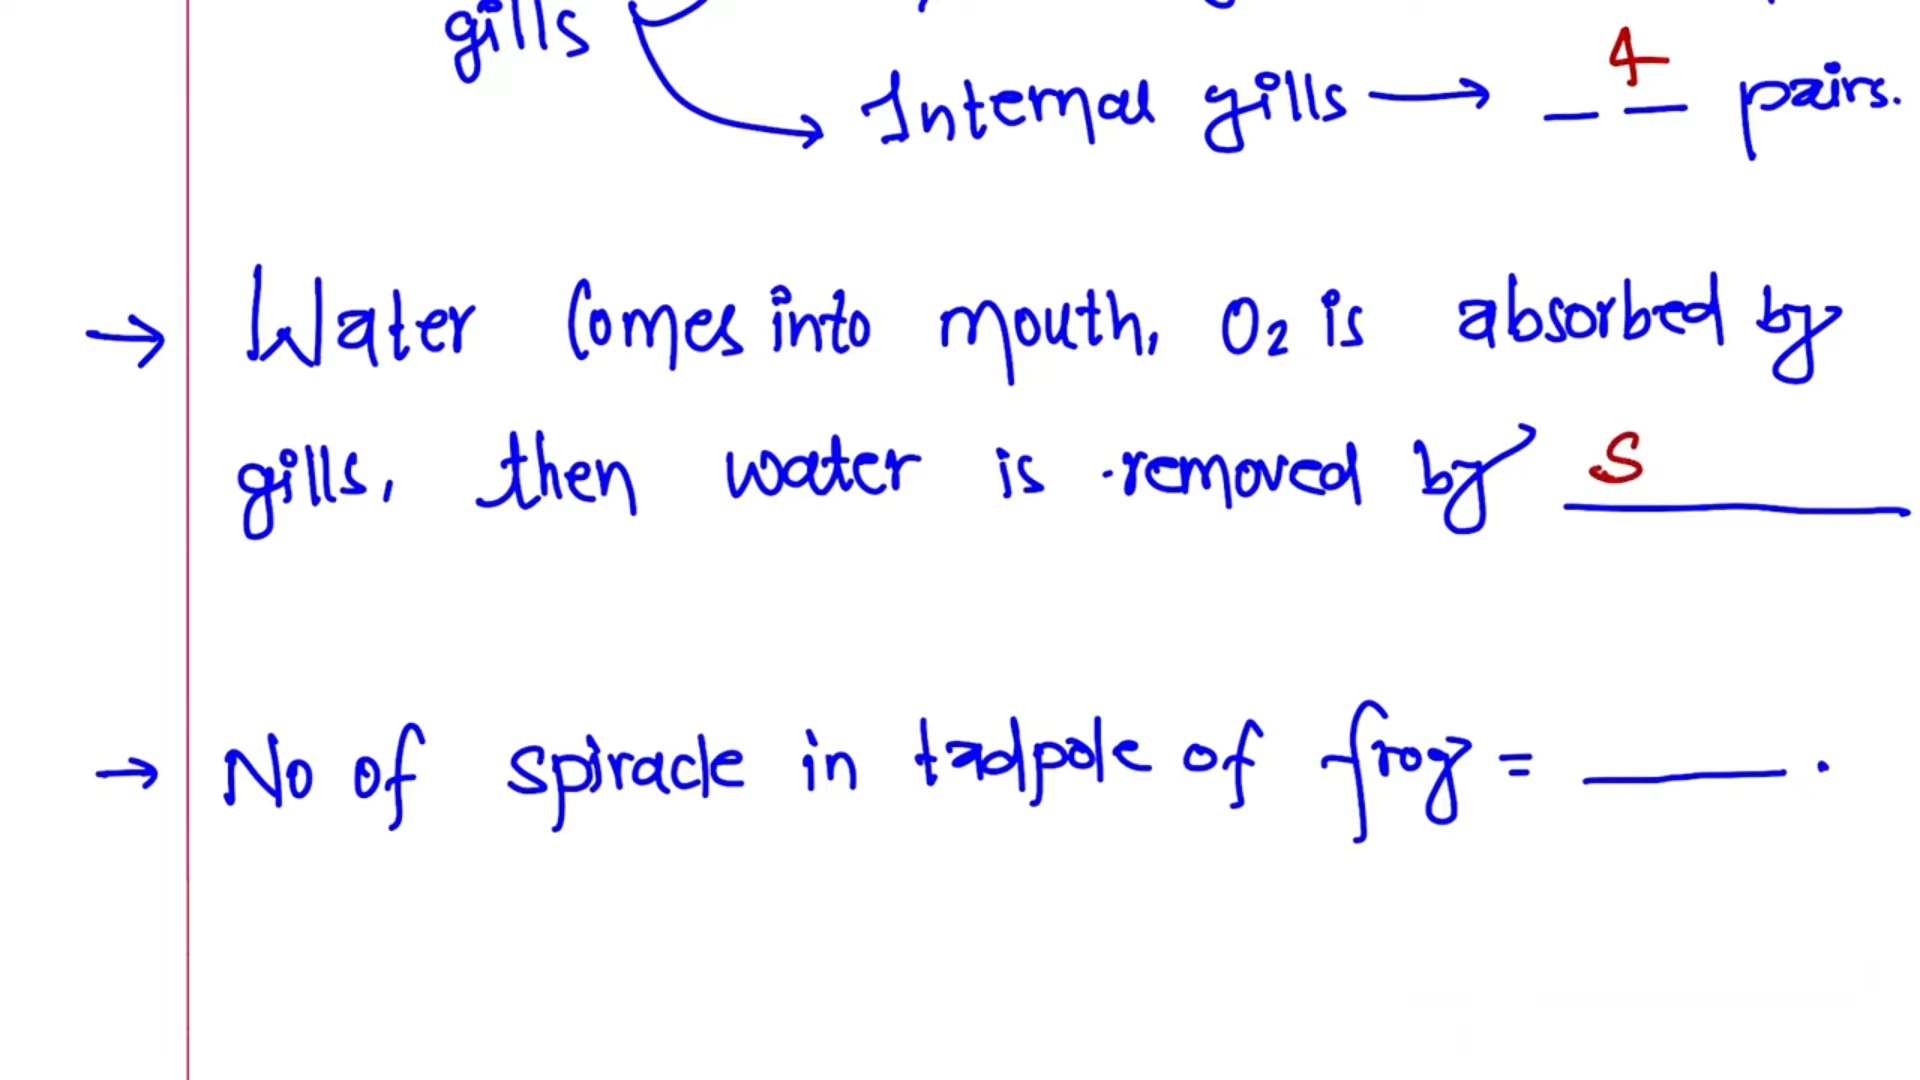 gills
Internal gills → _ 4 pairs.
→ Water comes into mouth, O2 is absorbed by
gills, then water is removed by S______
→ No of spiracle in tadpole of frog = ______.